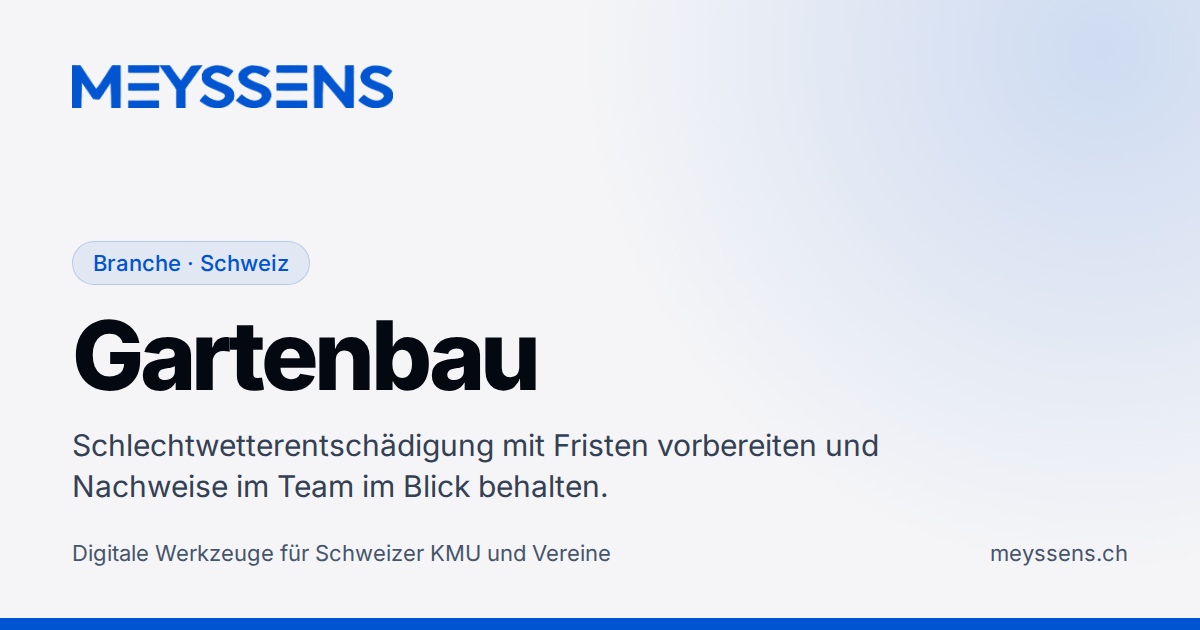 MEYSSENS
Branche · Schweiz
Gartenbau
Schlechtwetterentschädigung mit Fristen vorbereiten und
Nachweise im Team im Blick behalten.
Digitale Werkzeuge für Schweizer KMU und Vereine
meyssens.ch